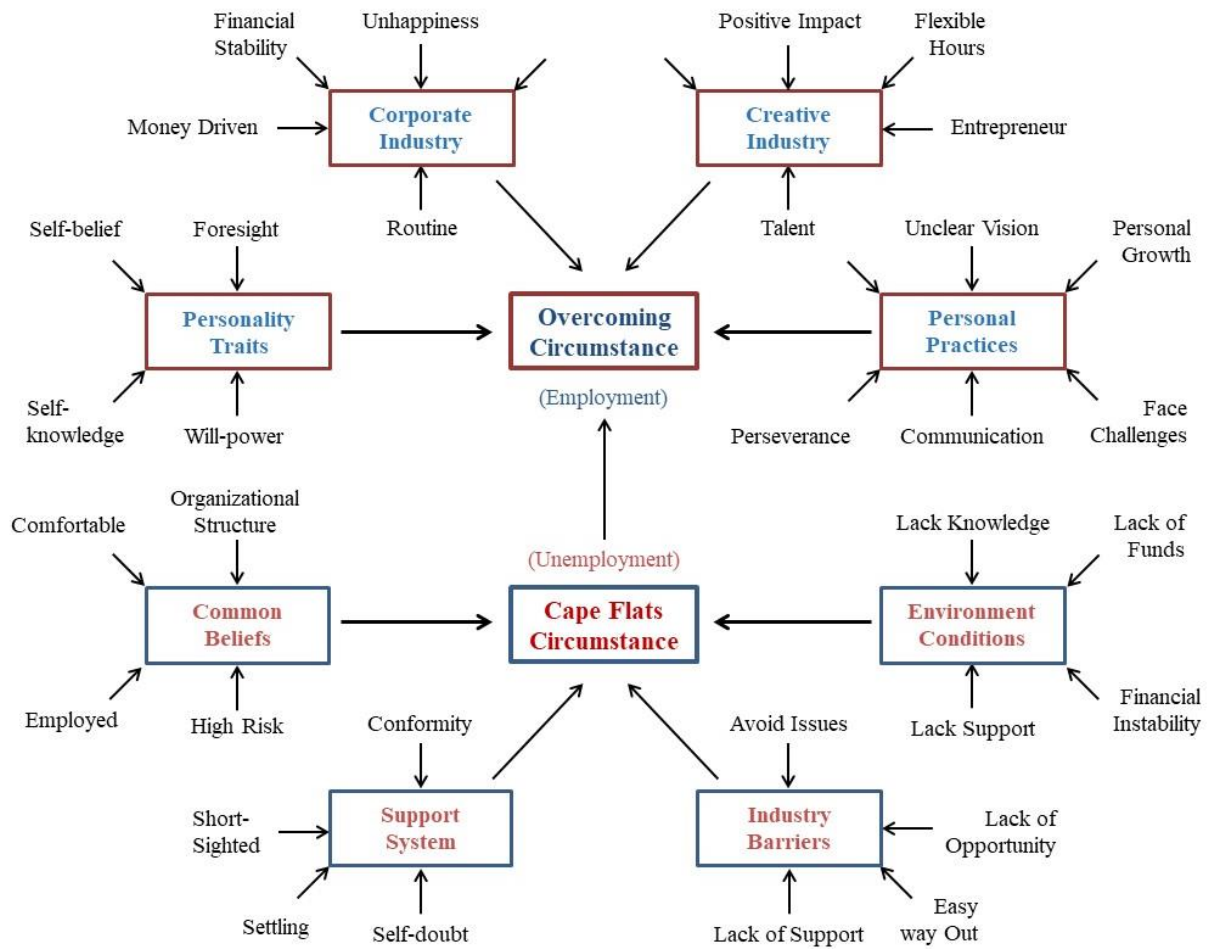 Financial
Stability
Unhappiness
Positive Impact
Flexible
Hours
Money Driven
Corporate
Industry
Creative
Industry
Entrepreneur
Routine
Talent
Self-belief
Foresight
Unclear Vision
Personal
Growth
Personality
Traits
Overcoming
Circumstance
(Employment)
Personal
Practices
Self-
knowledge
Will-power
Perseverance
Communication
Face
Challenges
Comfortable
Organizational
Structure
Lack Knowledge
Lack of
Funds
(Unemployment)
Common
Beliefs
Cape Flats
Circumstance
Environment
Conditions
Employed
High Risk
Lack Support
Financial
Instability
Conformity
Avoid Issues
Short-
Sighted
Support
System
Industry
Barriers
Lack of
Opportunity
Settling
Self-doubt
Lack of Support
Easy
way Out